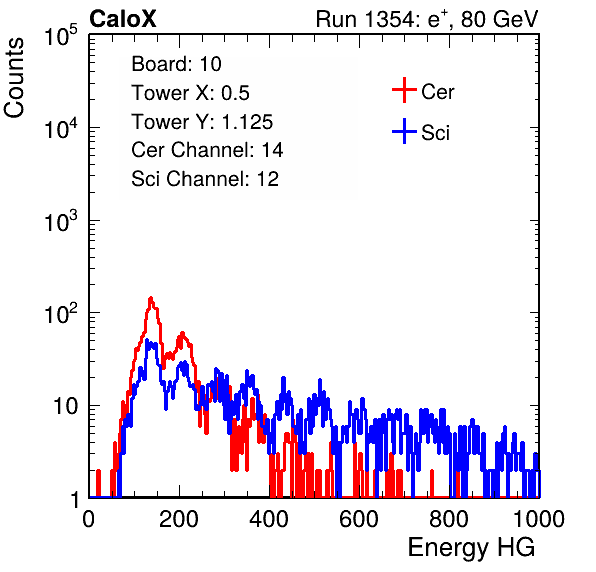 CaloX Run 1354: e⁺, 80 GeV
Counts
10⁵
10⁴
10³
10²
10
1
Board: 10
Tower X: 0.5
Tower Y: 1.125
Cer Channel: 14
Sci Channel: 12
Cer
Sci
0 200 400 600 800 1000
Energy HG